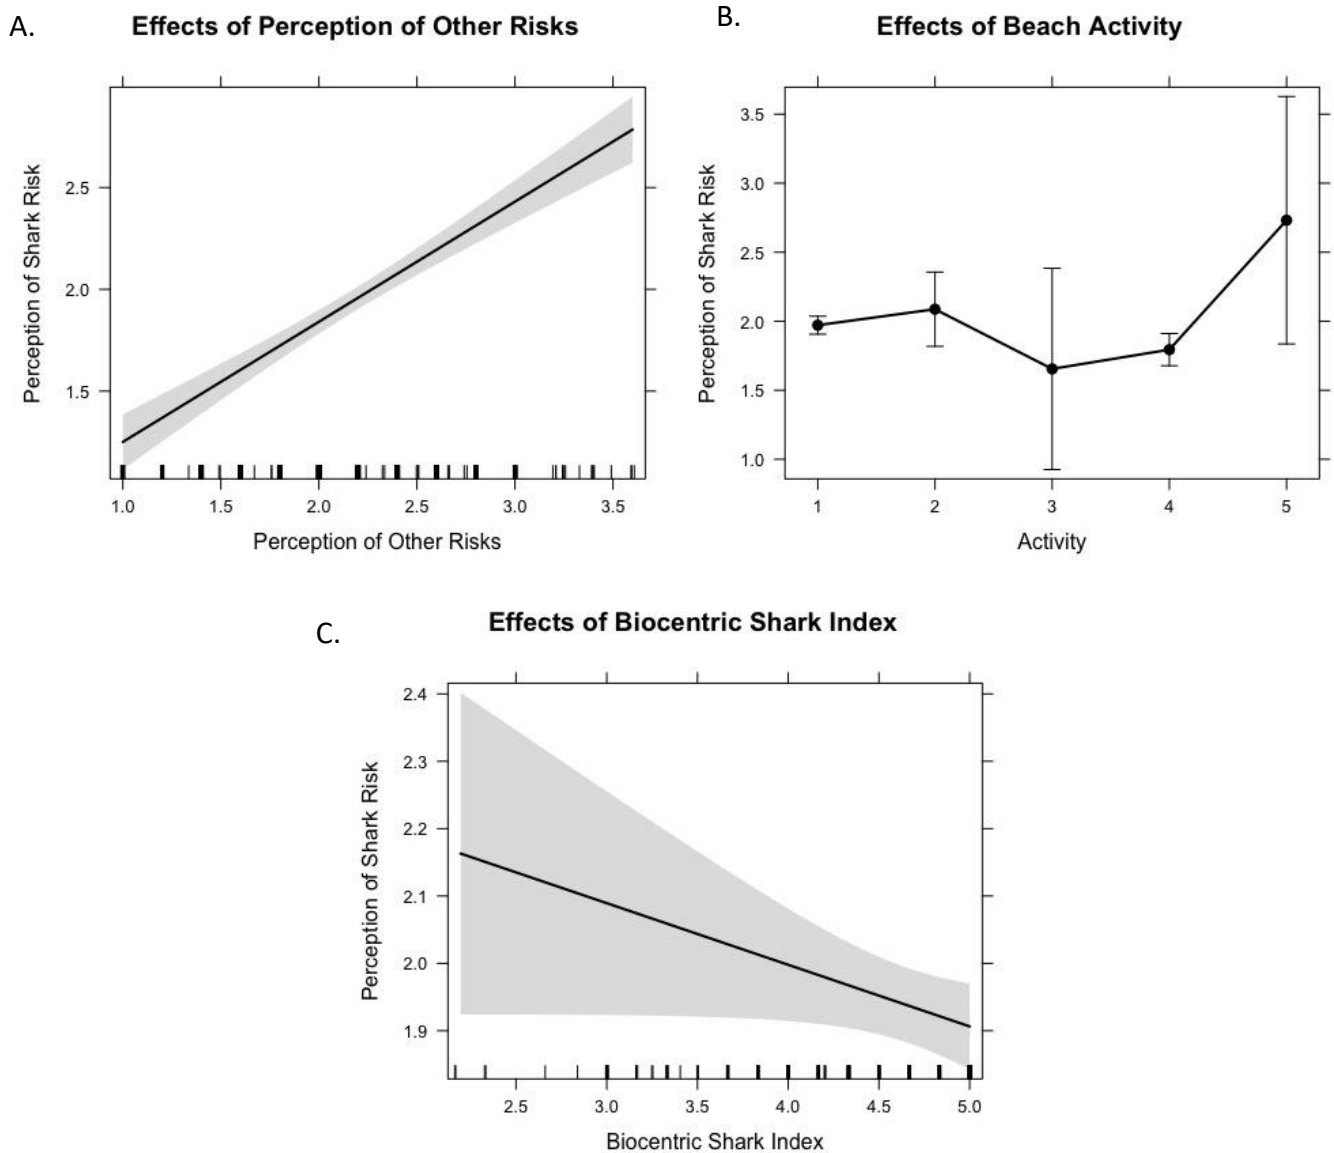 A.
Effects of Perception of Other Risks
Perception of Shark Risk
2.5
2.0
1.5
1.0 1.5 2.0 2.5 3.0 3.5
Perception of Other Risks
B.
Effects of Beach Activity
Perception of Shark Risk
3.5
3.0
2.5
2.0
1.5
1.0
1 2 3 4 5
Activity
C.
Effects of Biocentric Shark Index
Perception of Shark Risk
2.4
2.3
2.2
2.1
2.0
1.9
2.5 3.0 3.5 4.0 4.5 5.0
Biocentric Shark Index